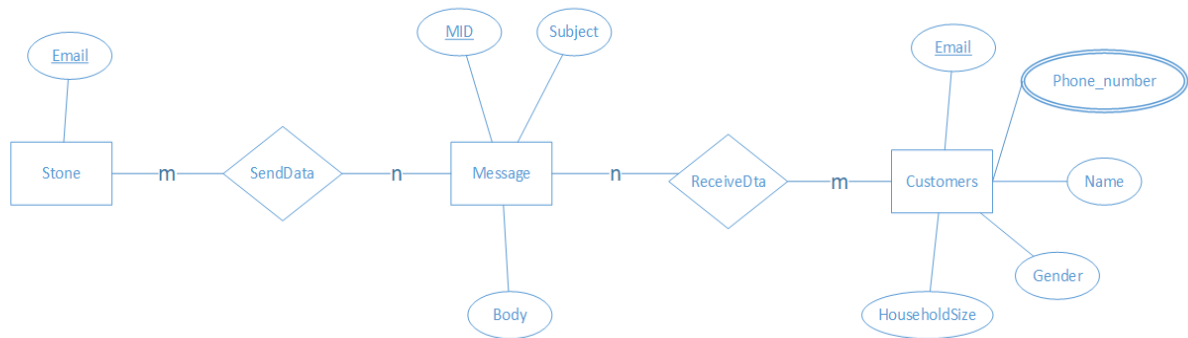 MID
Subject
Email
Email
Phone_number
Stone
m
SendData
n
Message
n
ReceiveDta
m
Customers
Name
Gender
Body
HouseholdSize